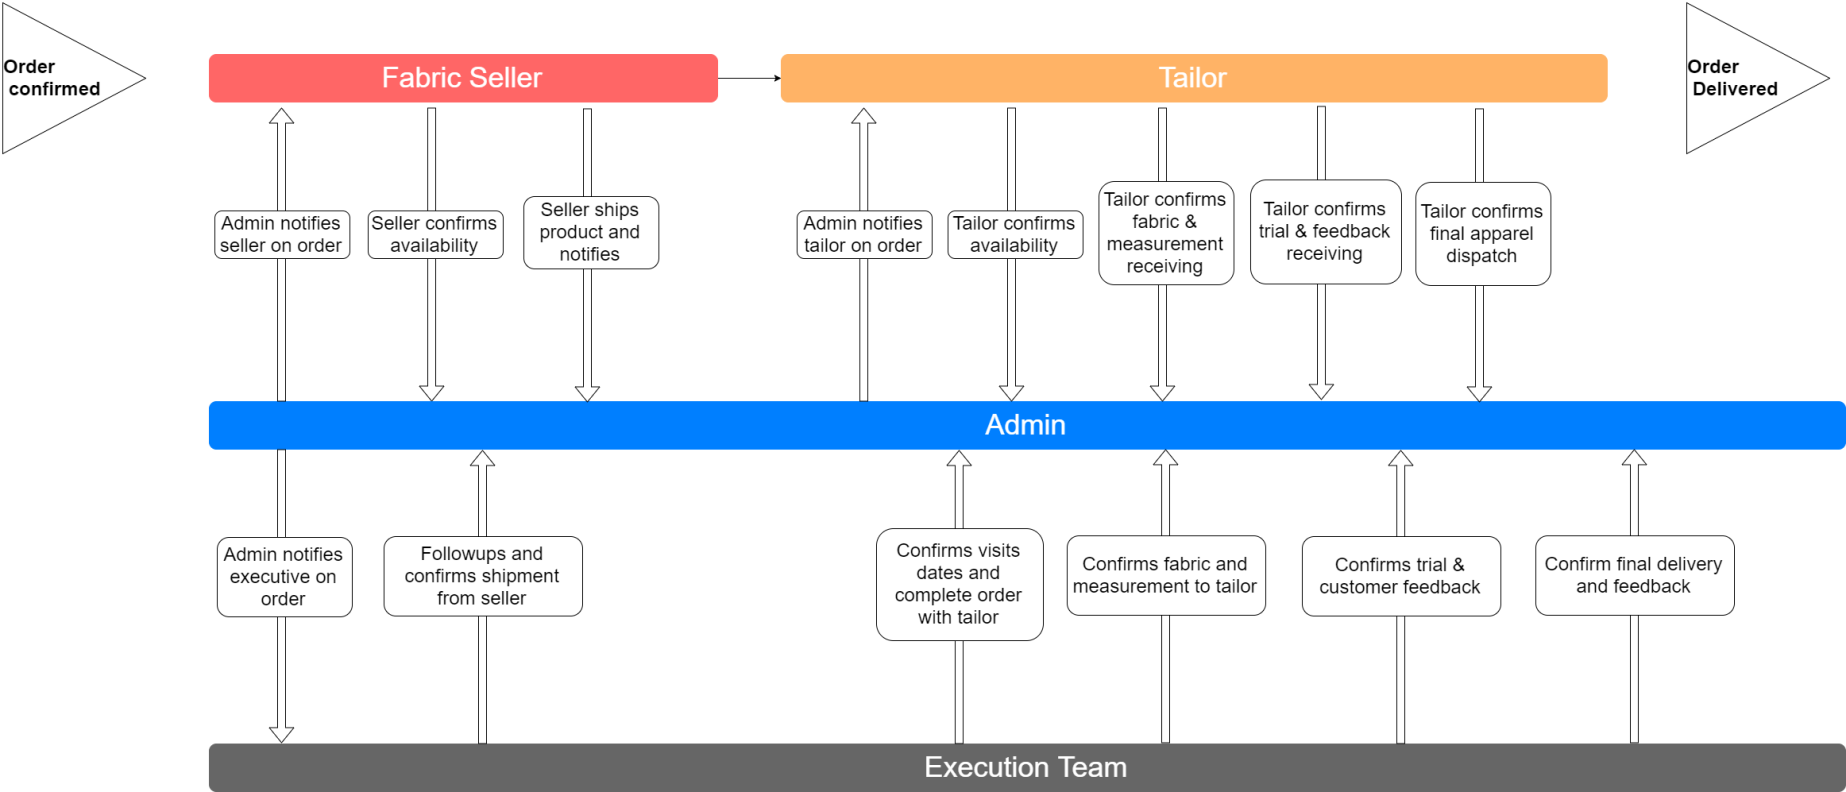 Order
confirmed
Fabric Seller
Tailor
Order
Delivered
Admin notifies
seller on order
Seller confirms
availability
Seller ships
product and
notifies
Admin notifies
tailor on order
Tailor confirms
availability
Tailor confirms
fabric &
measurement
receiving
Tailor confirms
trial & feedback
receiving
Tailor confirms
final apparel
dispatch
Admin
Admin notifies
executive on
order
Followups and
confirms shipment
from seller
Confirms visits
dates and
complete order
with tailor
Confirms fabric and
measurement to tailor
Confirms trial &
customer feedback
Confirm final delivery
and feedback
Execution Team